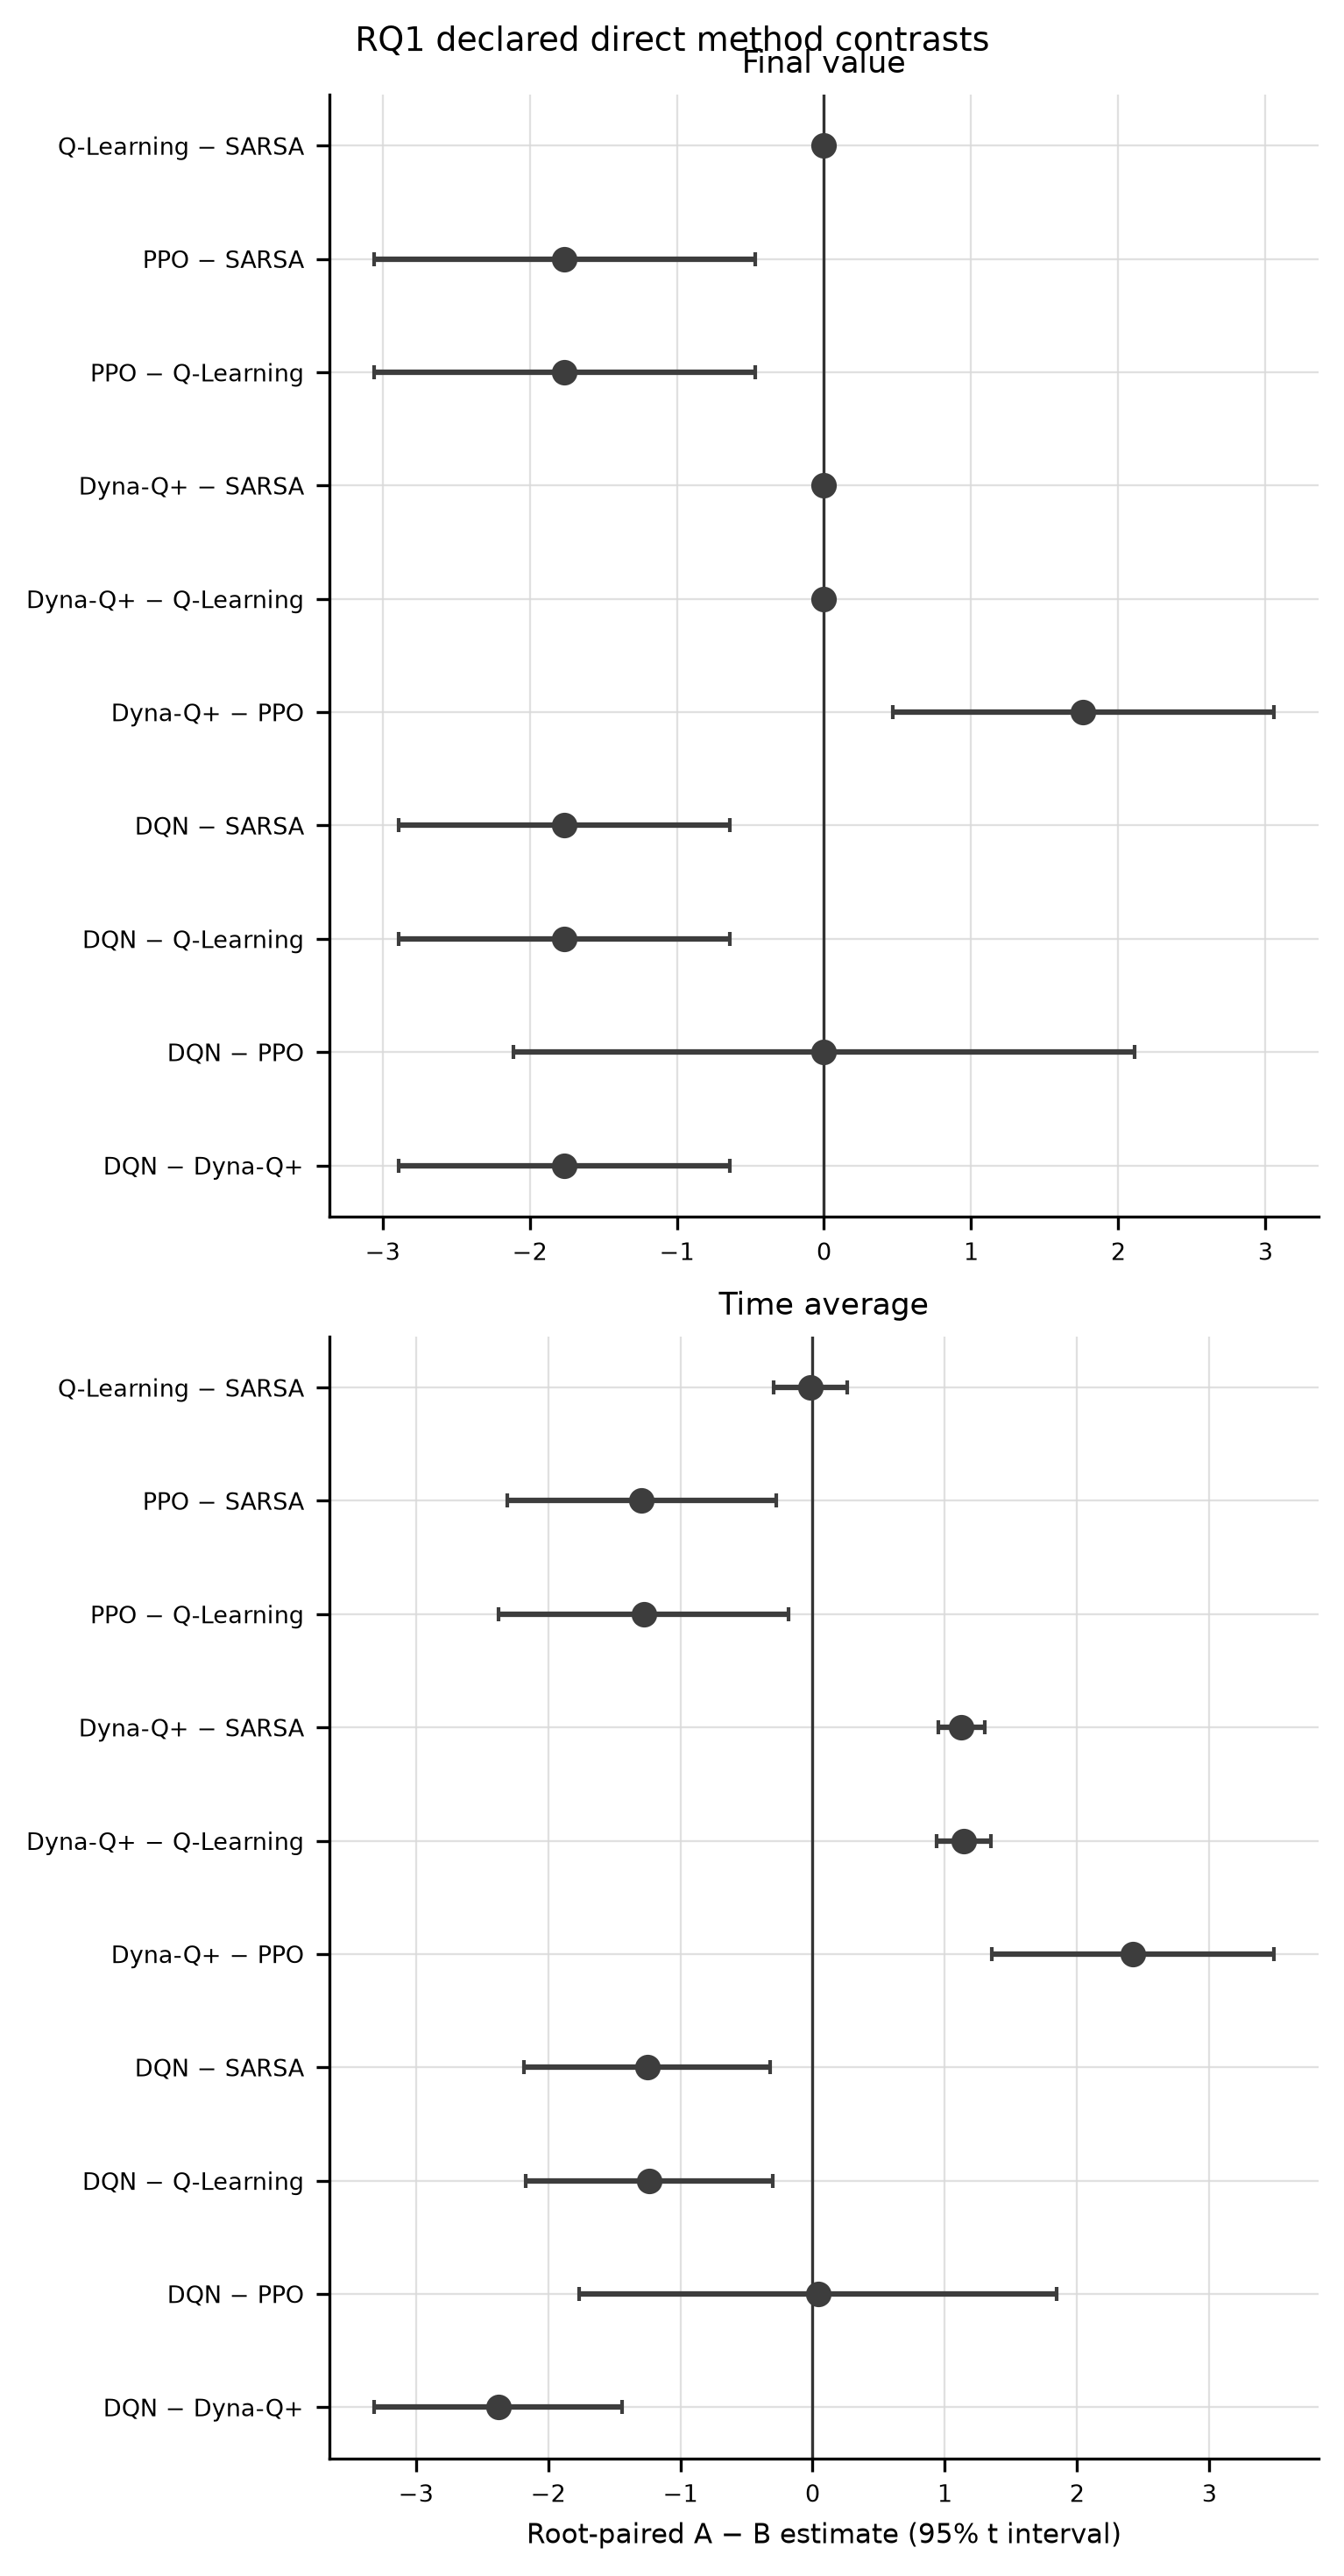 RQ1 declared direct method contrasts
Final value
Q-Learning − SARSA
PPO − SARSA
PPO − Q-Learning
Dyna-Q+ − SARSA
Dyna-Q+ − Q-Learning
Dyna-Q+ − PPO
DQN − SARSA
DQN − Q-Learning
DQN − PPO
DQN − Dyna-Q+
−3 −2 −1 0 1 2 3
Time average
Q-Learning − SARSA
PPO − SARSA
PPO − Q-Learning
Dyna-Q+ − SARSA
Dyna-Q+ − Q-Learning
Dyna-Q+ − PPO
DQN − SARSA
DQN − Q-Learning
DQN − PPO
DQN − Dyna-Q+
−3 −2 −1 0 1 2 3
Root-paired A − B estimate (95% t interval)